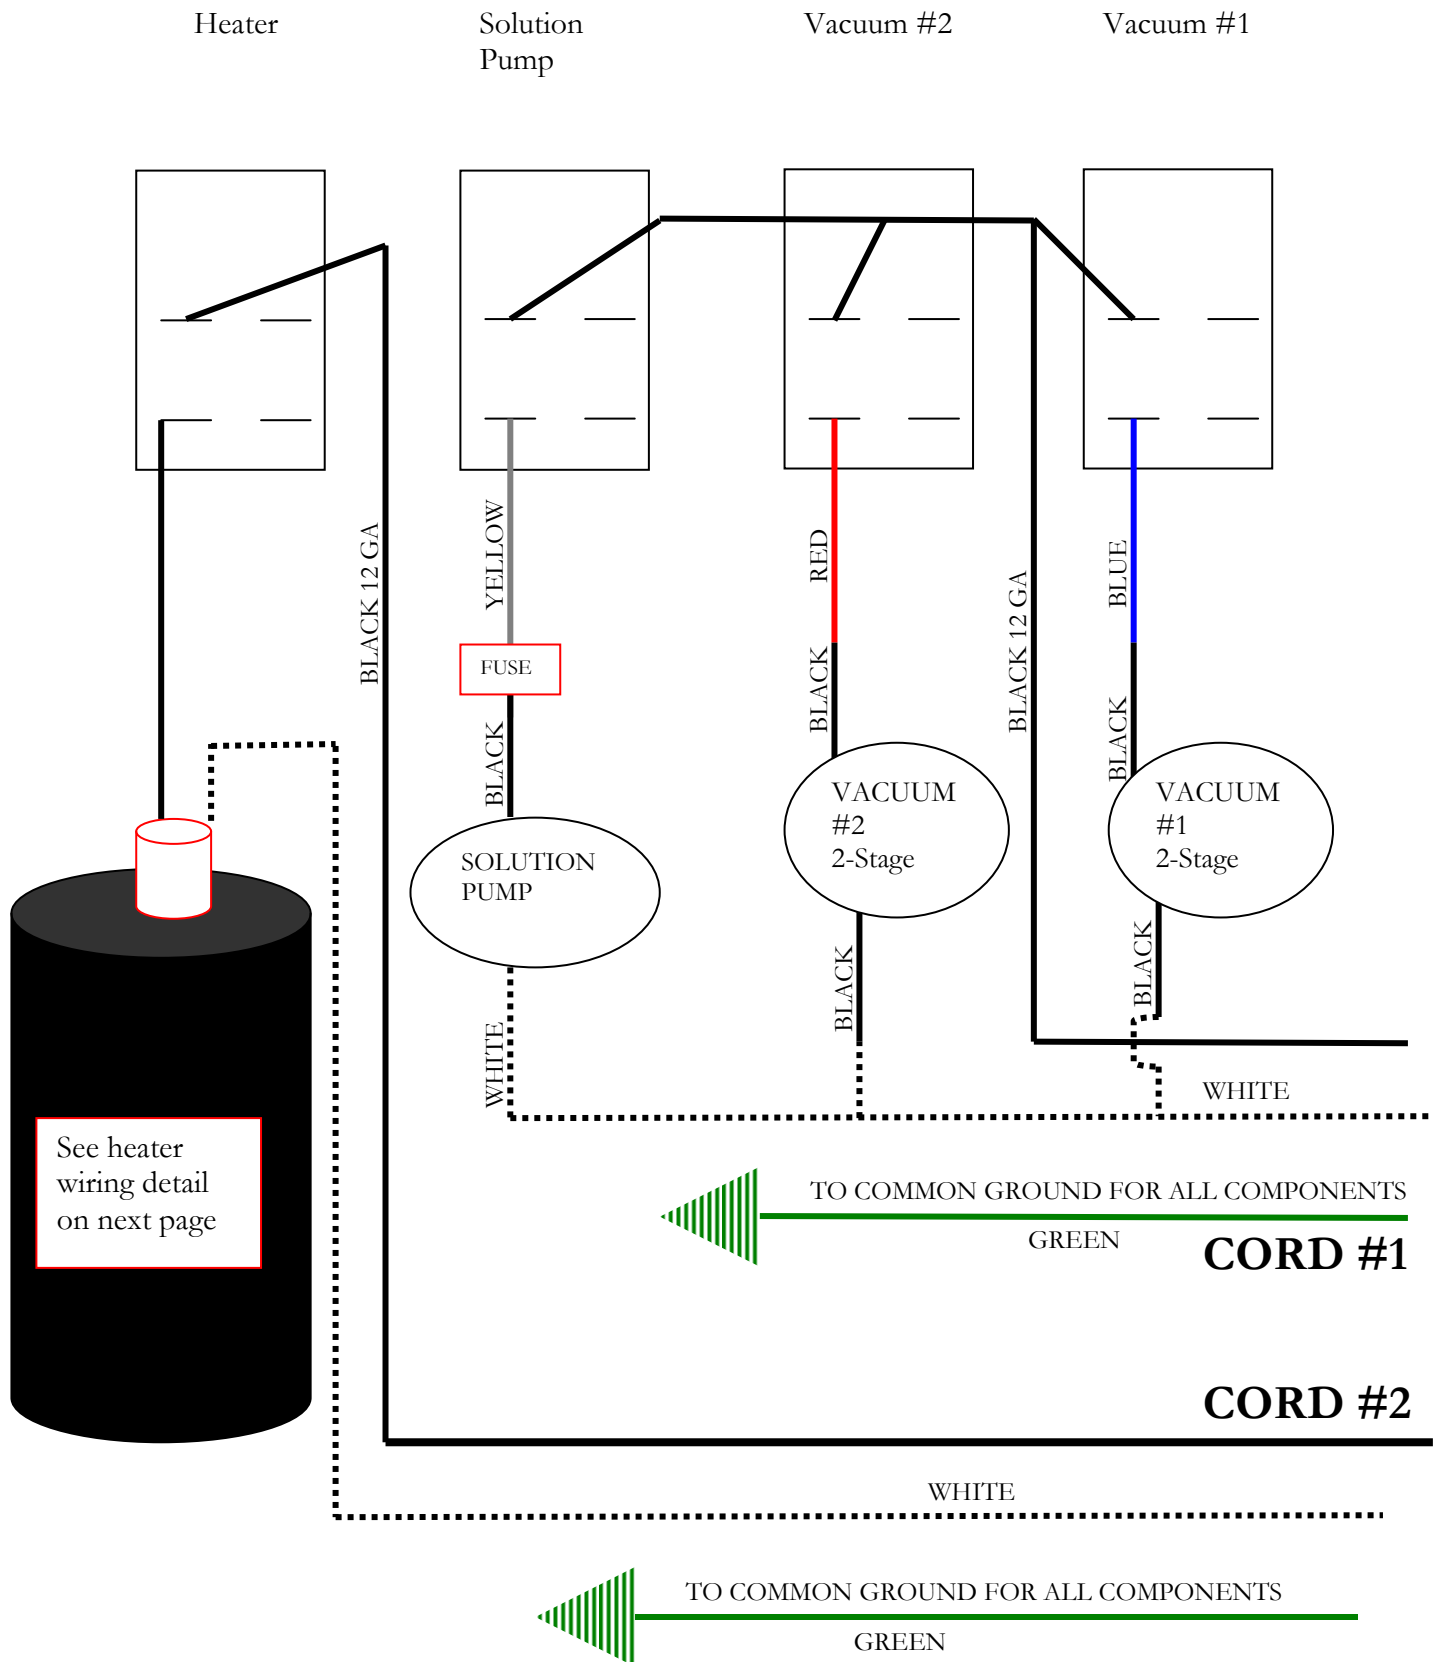 Heater
Solution
Pump
Vacuum #2
Vacuum #1
BLACK 12 GA
YELLOW
RED
BLACK 12 GA
BLUE
FUSE
BLACK
BLACK
BLACK
SOLUTION
PUMP
VACUUM
#2
2-Stage
VACUUM
#1
2-Stage
BLACK
BLACK
WHITE
WHITE
See heater
wiring detail
on next page
TO COMMON GROUND FOR ALL COMPONENTS
GREEN
CORD #1
CORD #2
WHITE
TO COMMON GROUND FOR ALL COMPONENTS
GREEN